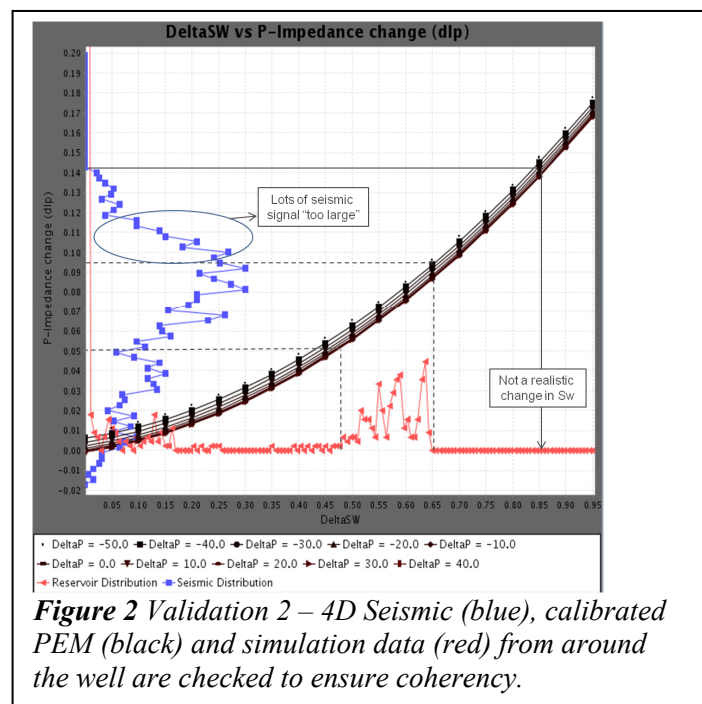 DeltaSW vs P-Impedance change (dIp)
P-Impedance change (dIp)
0.20
0.19
0.18
0.17
0.16
0.15
0.14
0.13
0.12
0.11
0.10
0.09
0.08
0.07
0.06
0.05
0.04
0.03
0.02
0.01
0.00
-0.01
-0.02
Lots of seismic
signal "too large"
Not a realistic
change in Sw
0.05 0.10 0.15 0.20 0.25 0.30 0.35 0.40 0.45 0.50 0.55 0.60 0.65 0.70 0.75 0.80 0.85 0.90 0.95
DeltaSW
DeltaP = -50.0 DeltaP = -40.0 DeltaP = -30.0 DeltaP = -20.0 DeltaP = -10.0
DeltaP = 0.0 DeltaP = 10.0 DeltaP = 20.0 DeltaP = 30.0 DeltaP = 40.0
Reservoir Distribution Seismic Distribution
Figure 2 Validation 2 – 4D Seismic (blue), calibrated
PEM (black) and simulation data (red) from around
the well are checked to ensure coherency.